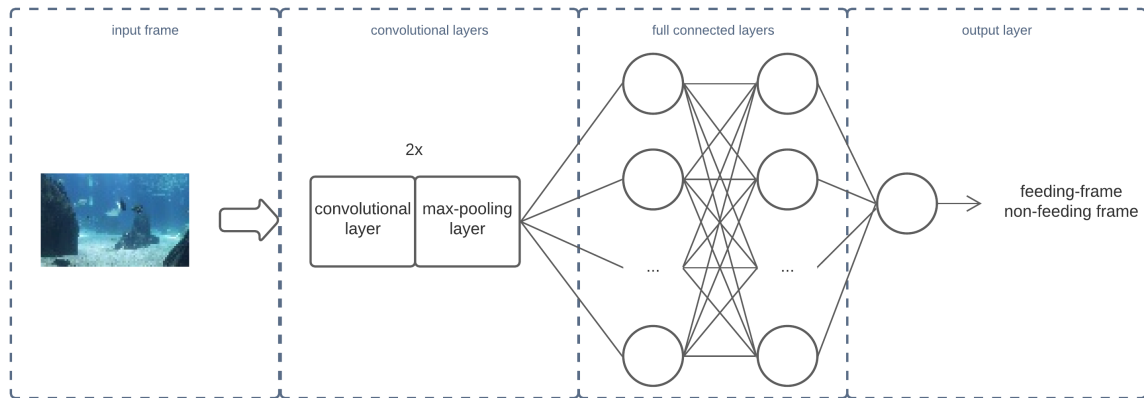 input frame
convolutional layers
full connected layers
output layer
2x
convolutional
layer
max-pooling
layer
...
...
feeding-frame
non-feeding frame